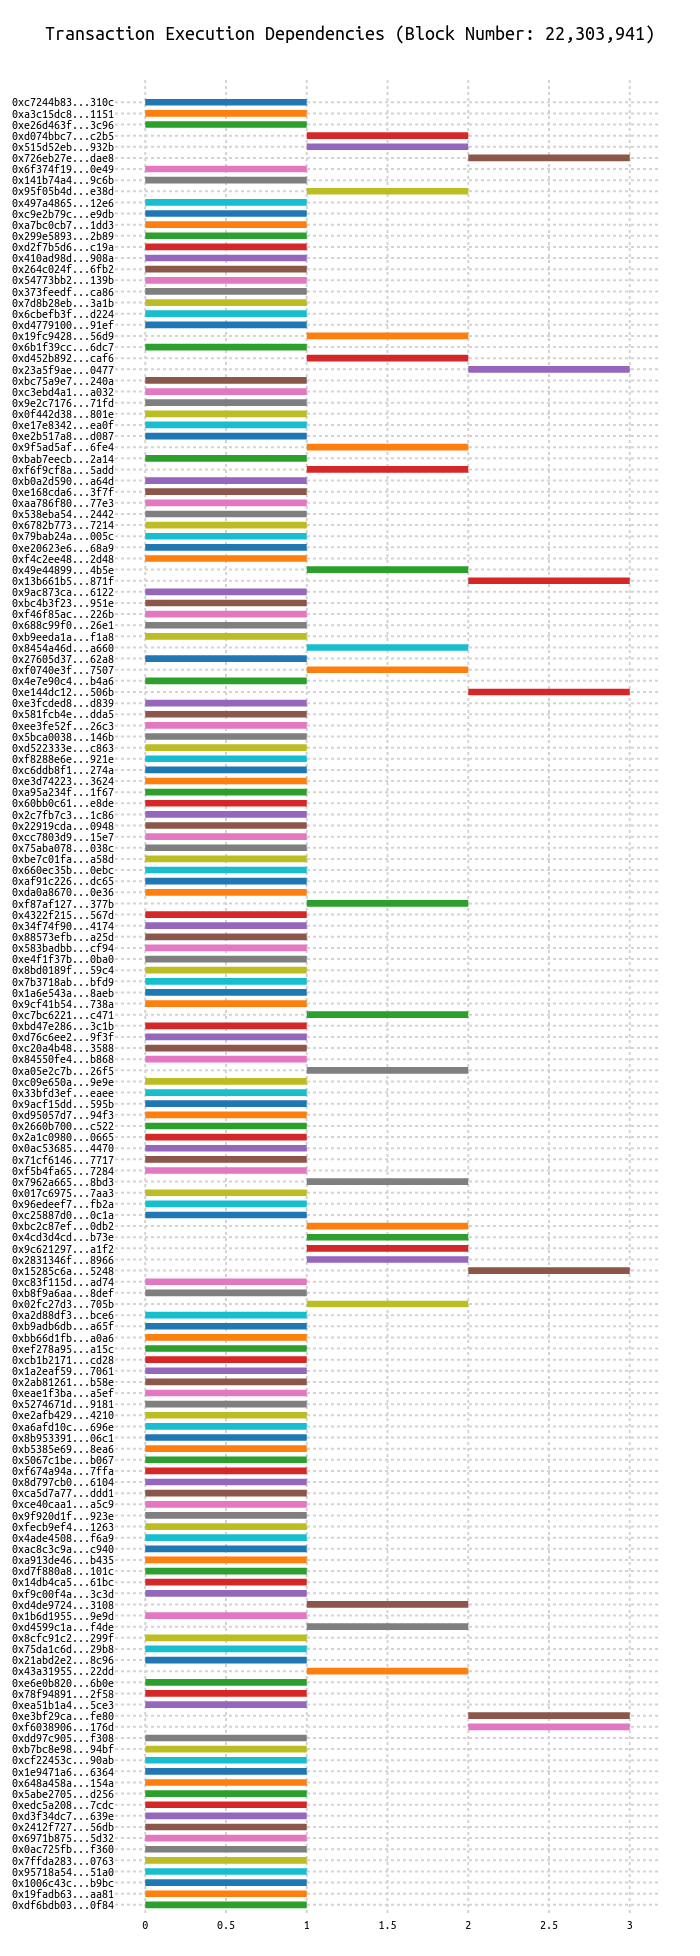 Transaction Execution Dependencies (Block Number: 22,303,941)
0xc7244b83...310c
0xa3c15dc8...1151
0xe26d463f...3c96
0xd074bbc7...c2b5
0x515d52eb...932b
0x726eb27e...dae8
0x6f374f19...0e49
0x141b74a4...9c6b
0x95f05b4d...e38d
0x497a4865...12e6
0xc9e2b79c...e9db
0xa7bc0cb7...1dd3
0x299e5893...2b89
0xd2f7b5d6...c19a
0x410ad98d...908a
0x264c024f...6fb2
0x54773bb2...139b
0x373feedf...ca86
0x7d8b28eb...3a1b
0x6cbefb3f...d224
0xd4779100...91ef
0x19fc9428...56d9
0x6b1f39cc...6dc7
0xd452b892...caf6
0x23a5f9ae...0477
0xbc75a9e7...240a
0xc3ebd4a1...a032
0x9e2c7176...71fd
0x0f442d38...801e
0xe17e8342...ea0f
0xe2b517a8...d087
0x9f5ad5af...6fe4
0xbab7eecb...2a14
0xf6f9cf8a...5add
0xb0a2d590...a64d
0xe168cda6...3f7f
0xaa786f80...77e3
0x538eba54...2442
0x6782b773...7214
0x79bab24a...005c
0xe20623e6...68a9
0xf4c2ee48...2d48
0x49e44899...4b5e
0x13b661b5...871f
0x9ac873ca...6122
0xbc4b3f23...951e
0xf46f85ac...226b
0x688c99f0...26e1
0xb9eeda1a...f1a8
0x8454a46d...a660
0x27605d37...62a8
0xf0740e3f...7507
0x4e7e90c4...b4a6
0xe144dc12...506b
0xe3fcded8...d839
0x581fcb4e...dda5
0xee3fe52f...26c3
0x5bca0038...146b
0xd522333e...c863
0xf8288e6e...921e
0xc6ddb8f1...274a
0xe3d74223...3624
0xa95a234f...1f67
0x60bb0c61...e8de
0x2c7fb7c3...1c86
0x22919cda...0948
0xcc7803d9...15e7
0x75aba078...038c
0xbe7c01fa...a58d
0x660ec35b...0ebc
0xaf91c226...dc65
0xda0a8670...0e36
0xf87af127...377b
0x4322f215...567d
0x34f74f90...4174
0x88573efb...a25d
0x583badbb...cf94
0xe4f1f37b...0ba0
0x8bd0189f...59c4
0x7b3718ab...bfd9
0x1a6e543a...8aeb
0x9cf41b54...738a
0xc7bc6221...c471
0xbd47e286...3c1b
0xd76c6ee2...9f3f
0xc20a4b48...3588
0x84550fe4...b868
0xa05e2c7b...26f5
0xc09e650a...9e9e
0x33bfd3ef...eaee
0x9acf15dd...595b
0xd95057d7...94f3
0x2660b700...c522
0x2a1c0980...0665
0x0ac53685...4470
0x71cf6146...7717
0xf5b4fa65...7284
0x7962a665...8bd3
0x017c6975...7aa3
0x96edeef7...fb2a
0xc25887d0...0c1a
0xbc2c87ef...0db2
0x4cd3d4cd...b73e
0x9c621297...a1f2
0x2831346f...8966
0x15285c6a...5248
0xc83f115d...ad74
0xb8f9a6aa...8def
0x02fc27d3...705b
0xa2d88df3...bce6
0xb9adb6db...a65f
0xbb66d1fb...a0a6
0xef278a95...a15c
0xcb1b2171...cd28
0x1a2eaf59...7061
0x2ab81261...b58e
0xeae1f3ba...a5ef
0x5274671d...9181
0xe2afb429...4210
0xa6afd10c...696e
0x8b953391...06c1
0xb5385e69...8ea6
0x5067c1be...b067
0xf674a94a...7ffa
0x8d797cb0...6104
0xca5d7a77...ddd1
0xce40caa1...a5c9
0x9f920d1f...923e
0xfecb9ef4...1263
0x4ade4508...f6a9
0xac8c3c9a...c940
0xa913de46...b435
0xd7f880a8...101c
0x14db4ca5...61bc
0xf9c00f4a...3c3d
0xd4de9724...3108
0x1b6d1955...9e9d
0xd4599c1a...f4de
0x8cfc91c2...299f
0x75da1c6d...29b8
0x21abd2e2...8c96
0x43a31955...22dd
0xe6e0b820...6b0e
0x78f94891...2f58
0xea51b1a4...5ce3
0xe3bf29ca...fe80
0xf6038906...176d
0xdd97c905...f308
0xb7bc8e98...94bf
0xcf22453c...90ab
0x1e9471a6...6364
0x648a458a...154a
0x5abe2705...d256
0xedc5a208...7cdc
0xd3f34dc7...639e
0x2412f727...56db
0x6971b875...5d32
0x0ac725fb...f360
0x7ffda283...0763
0x95718a54...51a0
0x1006c43c...b9bc
0x19fadb63...aa81
0xdf6bdb03...0f84
0 0.5 1 1.5 2 2.5 3